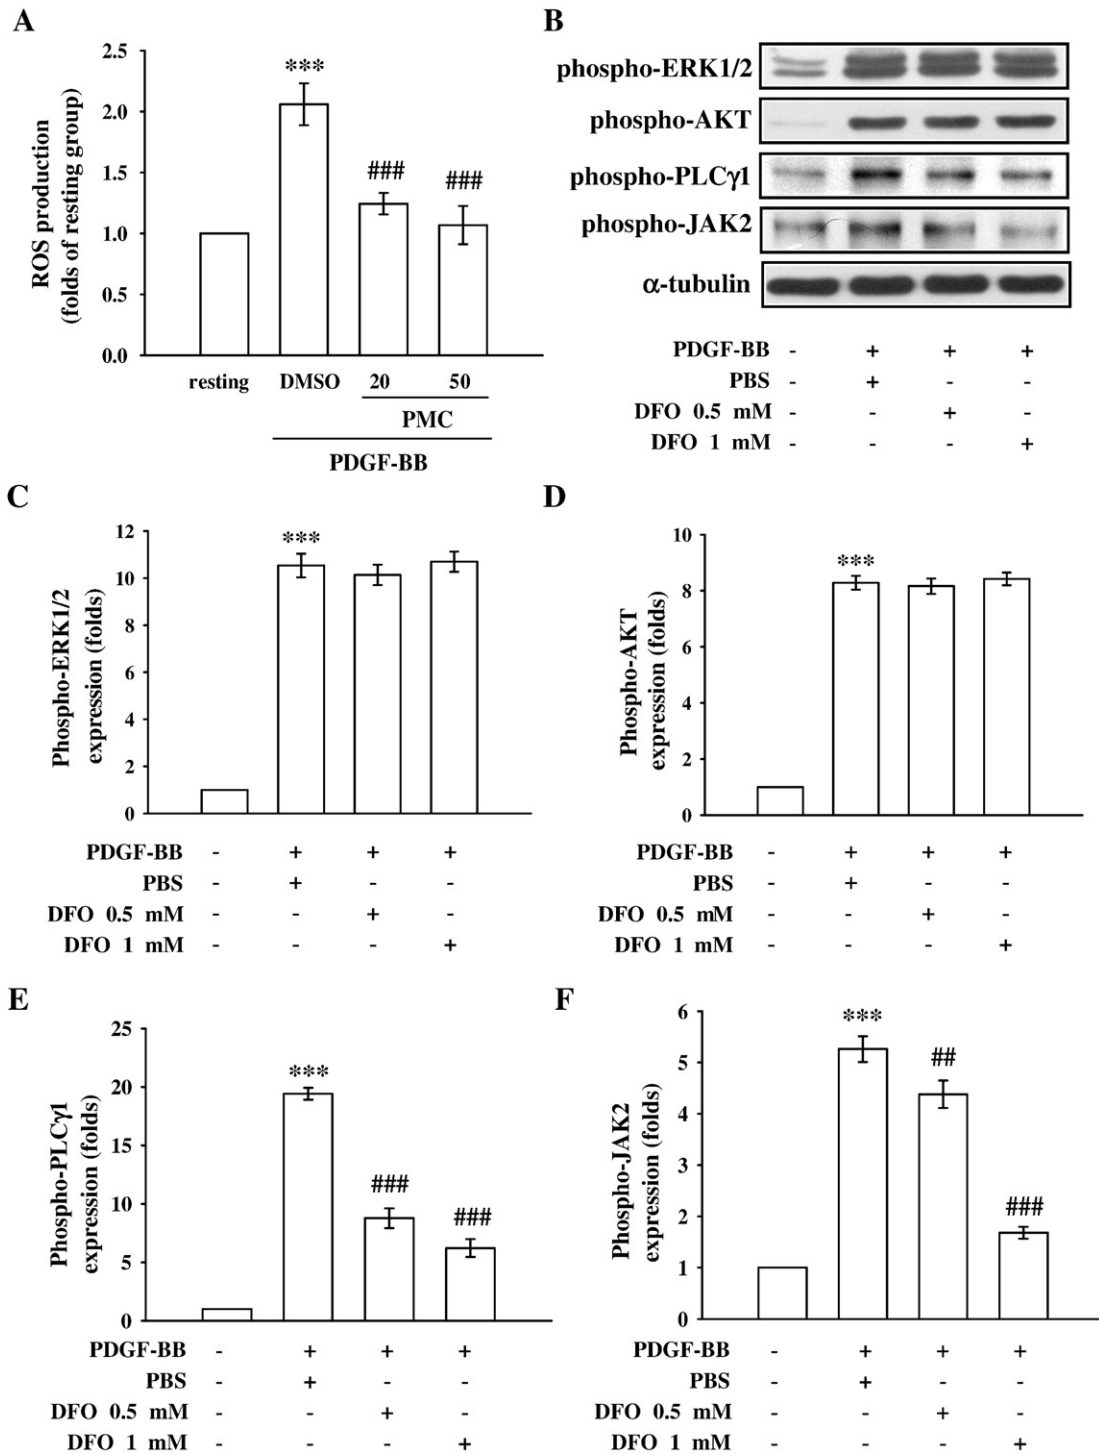 A
2.5
2.0
1.5
1.0
0.5
0.0
ROS production
(folds of resting group)
***
###
###
resting DMSO 20 50
PMC
PDGF-BB
B
phospho-ERK1/2
phospho-AKT
phospho-PLCγ1
phospho-JAK2
α-tubulin
PDGF-BB - + + +
PBS - + - -
DFO 0.5 mM - - + -
DFO 1 mM - - - +
C
12
10
8
6
4
2
0
Phospho-ERK1/2
expression (folds)
***
PDGF-BB - + + +
PBS - + - -
DFO 0.5 mM - - + -
DFO 1 mM - - - +
D
10
8
6
4
2
0
Phospho-AKT
expression (folds)
***
PDGF-BB - + + +
PBS - + - -
DFO 0.5 mM - - + -
DFO 1 mM - - - +
E
25
20
15
10
5
0
Phospho-PLCγ1
expression (folds)
***
###
###
PDGF-BB - + + +
PBS - + - -
DFO 0.5 mM - - + -
DFO 1 mM - - - +
F
6
5
4
3
2
1
0
Phospho-JAK2
expression (folds)
***
##
###
PDGF-BB - + + +
PBS - + - -
DFO 0.5 mM - - + -
DFO 1 mM - - - +